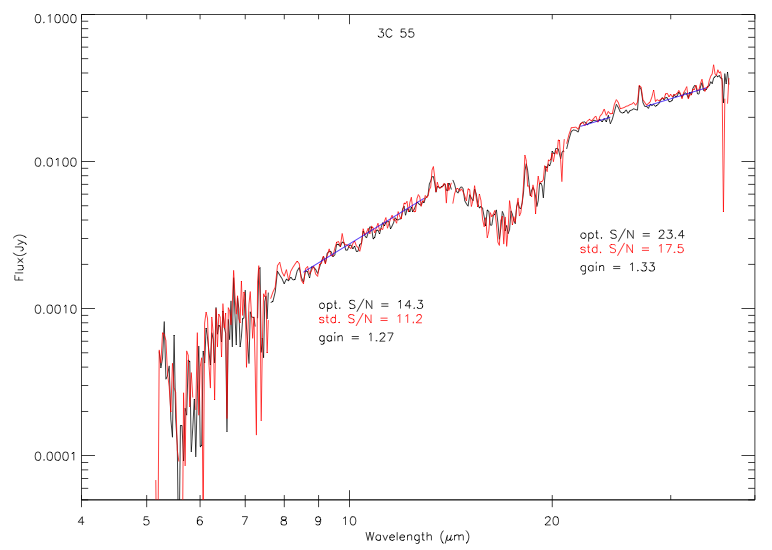 3C 55
0.1000
0.0100
0.0010
0.0001
Flux(Jy)
opt. S/N = 23.4
std. S/N = 17.5
gain = 1.33
opt. S/N = 14.3
std. S/N = 11.2
gain = 1.27
4 5 6 7 8 9 10 20
Wavelength (μm)